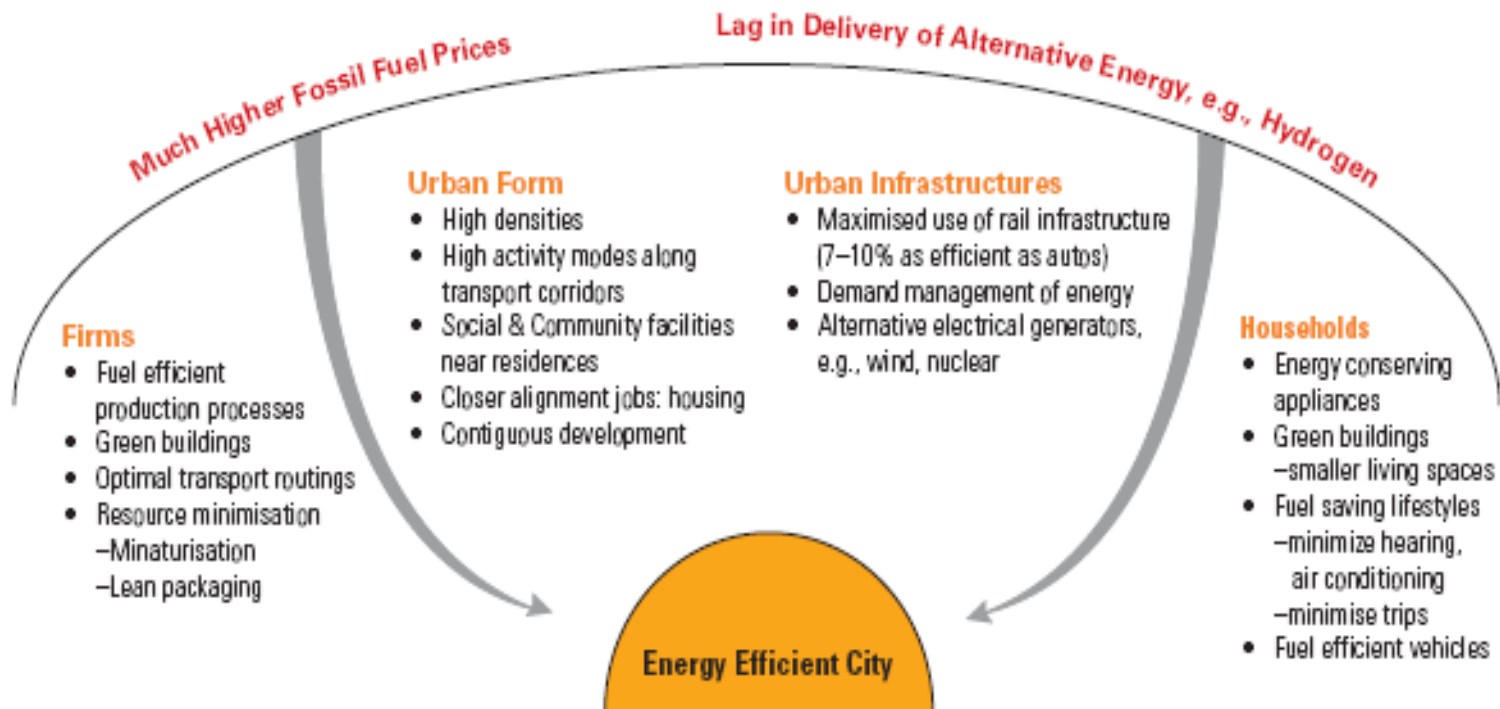 Much Higher Fossil Fuel Prices
Lag in Delivery of Alternative Energy, e.g., Hydrogen
Firms
• Fuel efficient
production processes
• Green buildings
• Optimal transport routings
• Resource minimisation
–Minaturisation
–Lean packaging
Urban Form
• High densities
• High activity modes along
transport corridors
• Social & Community facilities
near residences
• Closer alignment jobs: housing
• Contiguous development
Urban Infrastructures
• Maximised use of rail infrastructure
(7–10% as efficient as autos)
• Demand management of energy
• Alternative electrical generators,
e.g., wind, nuclear
Households
• Energy conserving
appliances
• Green buildings
–smaller living spaces
• Fuel saving lifestyles
–minimize hearing,
air conditioning
–minimise trips
• Fuel efficient vehicles
Energy Efficient City